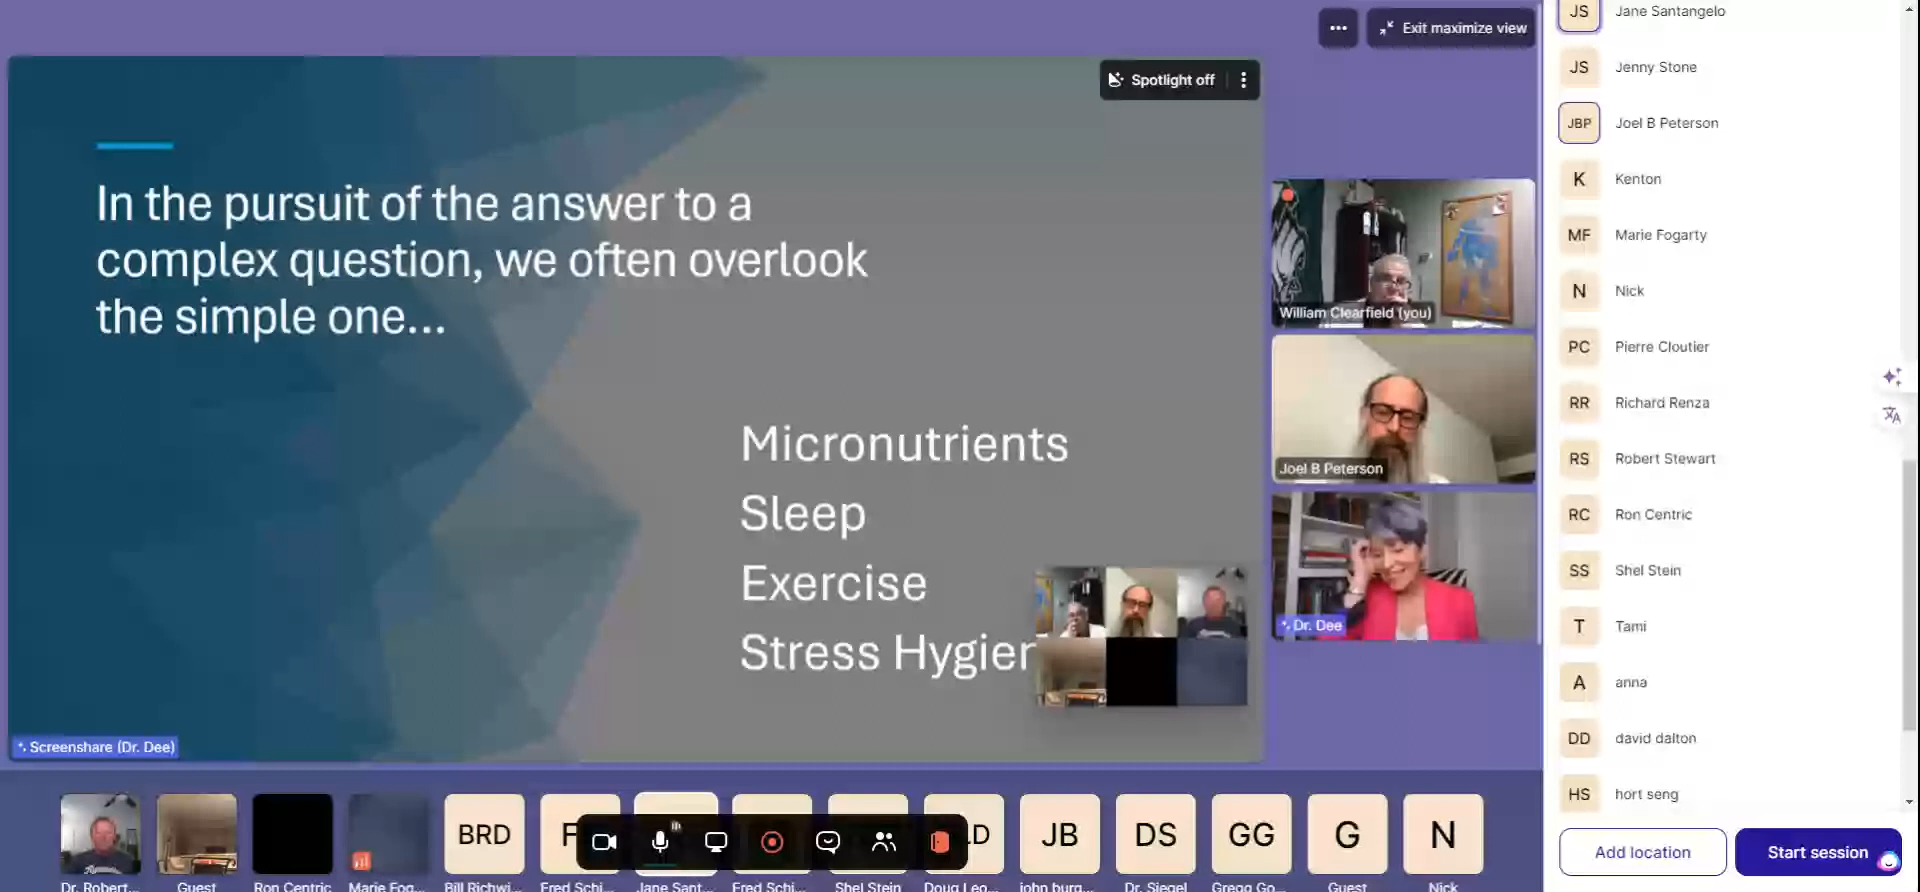 Exit maximize view
Spotlight off
In the pursuit of the answer to a
complex question, we often overlook
the simple one...
Micronutrients
Sleep
Exercise
Stress Hygien
Screenshare (Dr. Dee)
William Clearfield (you)
Joel B Peterson
Dr. Dee
JS Jane Santangelo
JS Jenny Stone
JBP Joel B Peterson
K Kenton
MF Marie Fogarty
N Nick
PC Pierre Cloutier
RR Richard Renza
RS Robert Stewart
RC Ron Centric
SS Shel Stein
T Tami
A anna
DD david dalton
HS hort seng
Add location
Start session
BRD
F
LD
JB
DS
GG
G
N
Dr. Robert...
Guest
Ron Centric
Marie Fog...
Bill Richwi...
Fred Schi...
Jane Sant...
Fred Schi...
Shel Stein
Doug Leo...
john burg...
Dr. Siegel
Gregg Go...
Guest
Nick